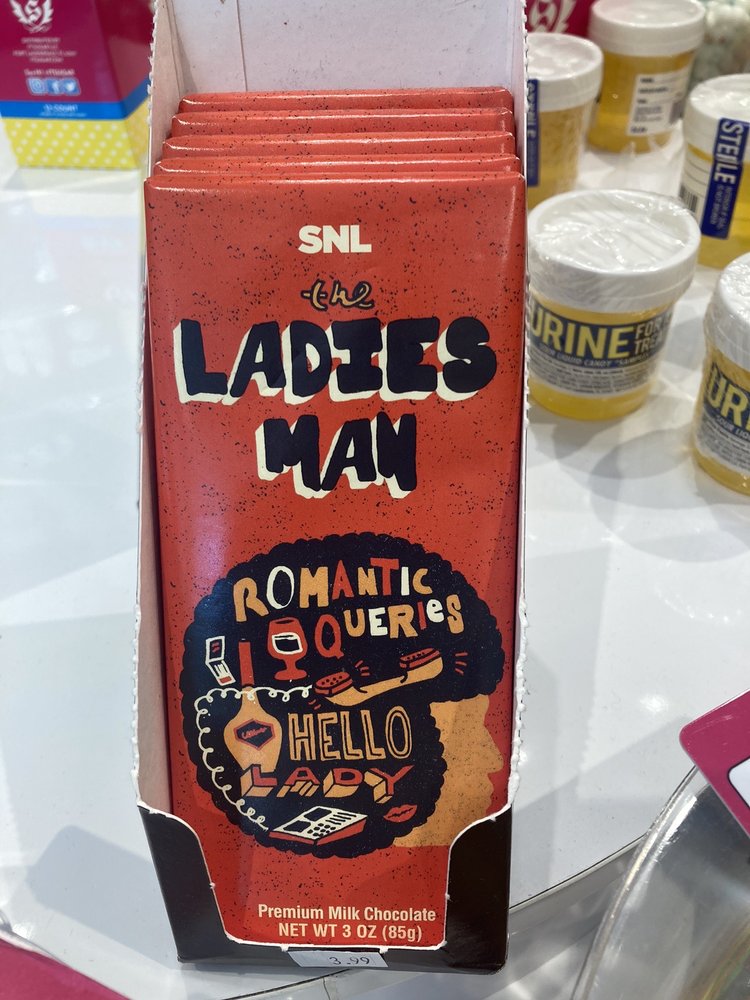 SNL
the
LADIES
MAN
ROMANTIC
QUERIES
HELLO
LADY
Premium Milk Chocolate
NET WT 3 OZ (85g)
3.99
URINE FOR
STERILE